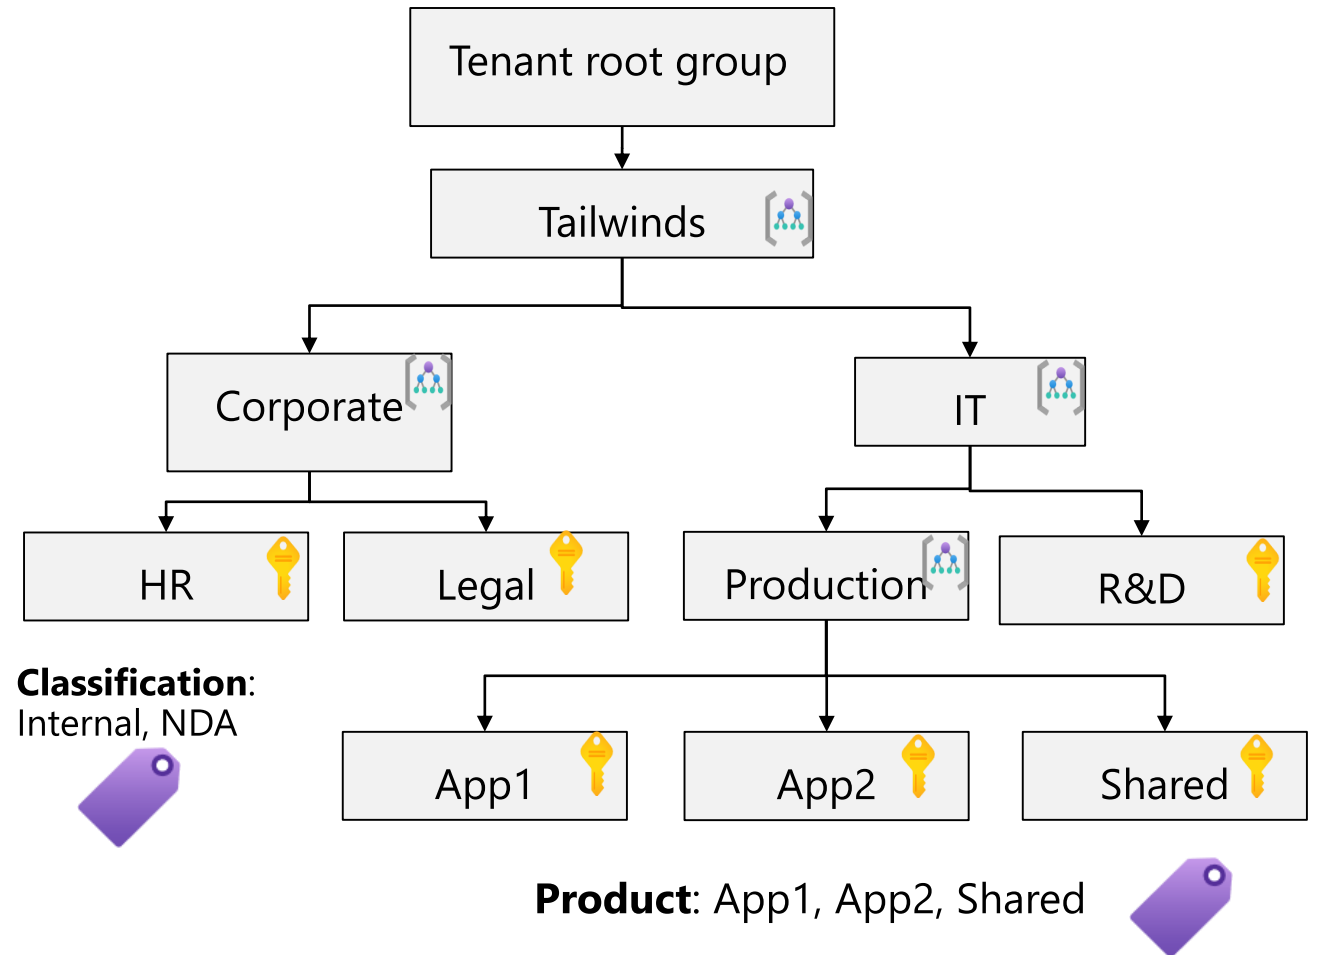 Tenant root group
Tailwinds
Corporate
IT
HR
Legal
Production
R&D
Classification:
Internal, NDA
App1
App2
Shared
Product: App1, App2, Shared